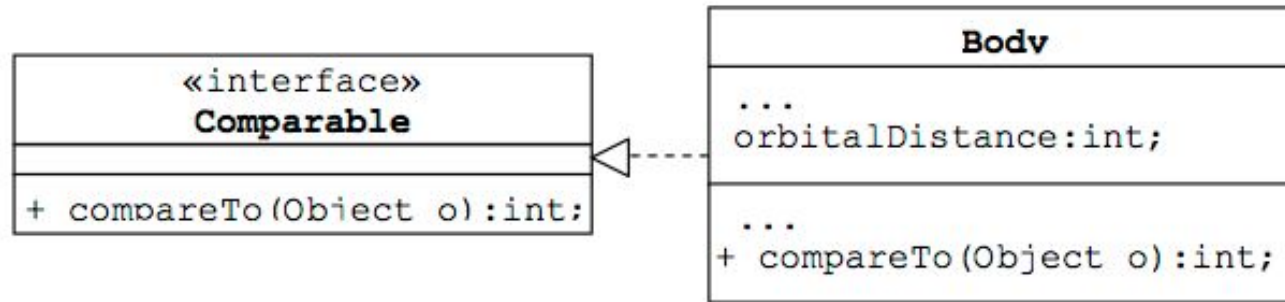 «interface»
Comparable
+ compareTo(Object o):int;
Body
...
orbitalDistance:int;
...
+ compareTo(Object o):int;